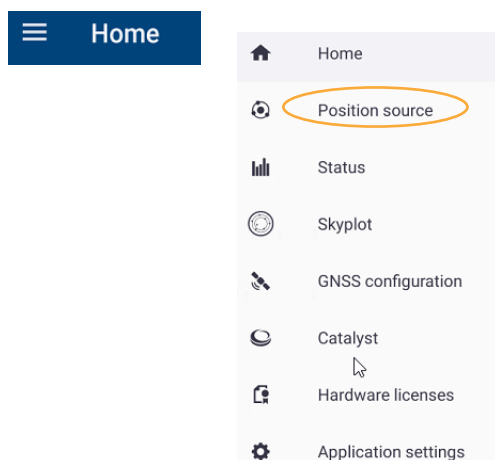 Home
Home
Position source
Status
Skyplot
GNSS configuration
Catalyst
Hardware licenses
Application settings